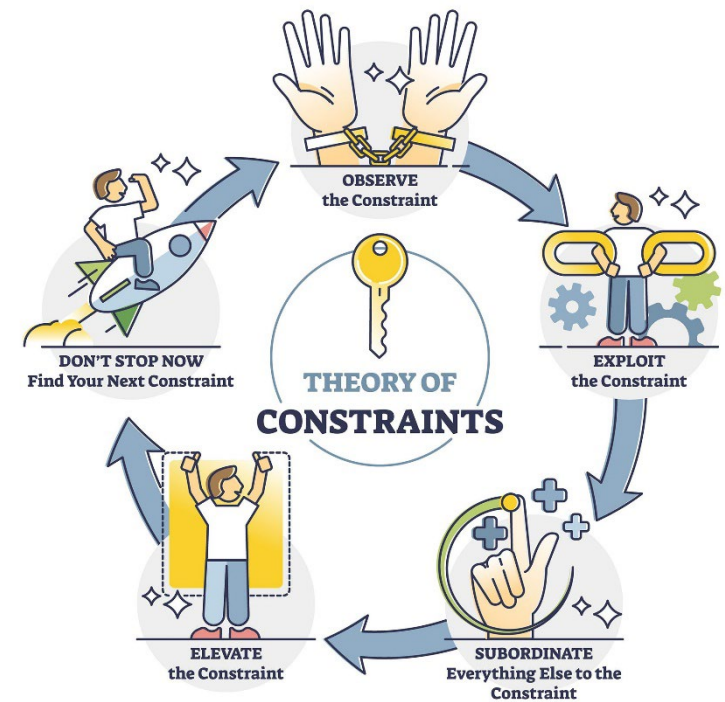 OBSERVE
the Constraint
EXPLOIT
the Constraint
SUBORDINATE
Everything Else to the
Constraint
ELEVATE
the Constraint
DON'T STOP NOW
Find Your Next Constraint
THEORY OF
CONSTRAINTS